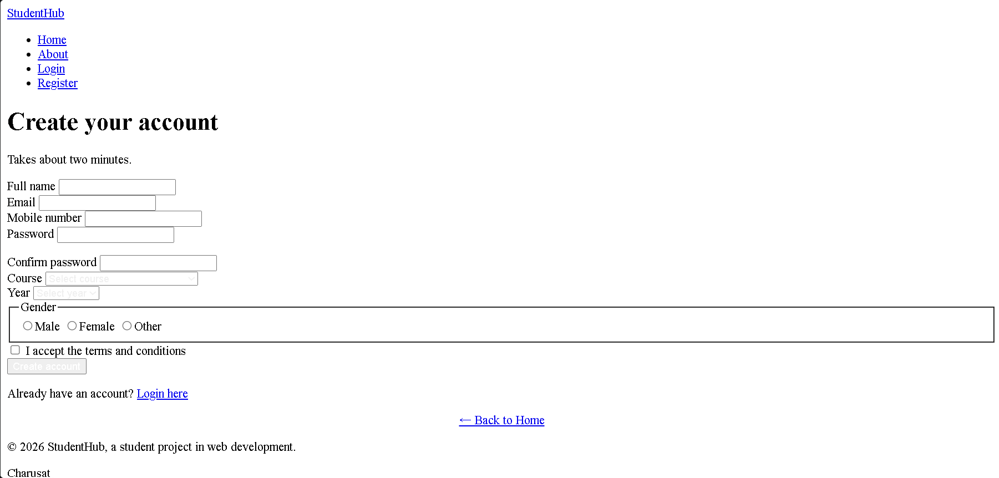 StudentHub
Home
About
Login
Register
Create your account
Takes about two minutes.
Full name
Email
Mobile number
Password
Confirm password
Course Select course
Year Select year
Gender
Male Female Other
I accept the terms and conditions
Create account
Already have an account? Login here
← Back to Home
© 2026 StudentHub, a student project in web development.
Charusat